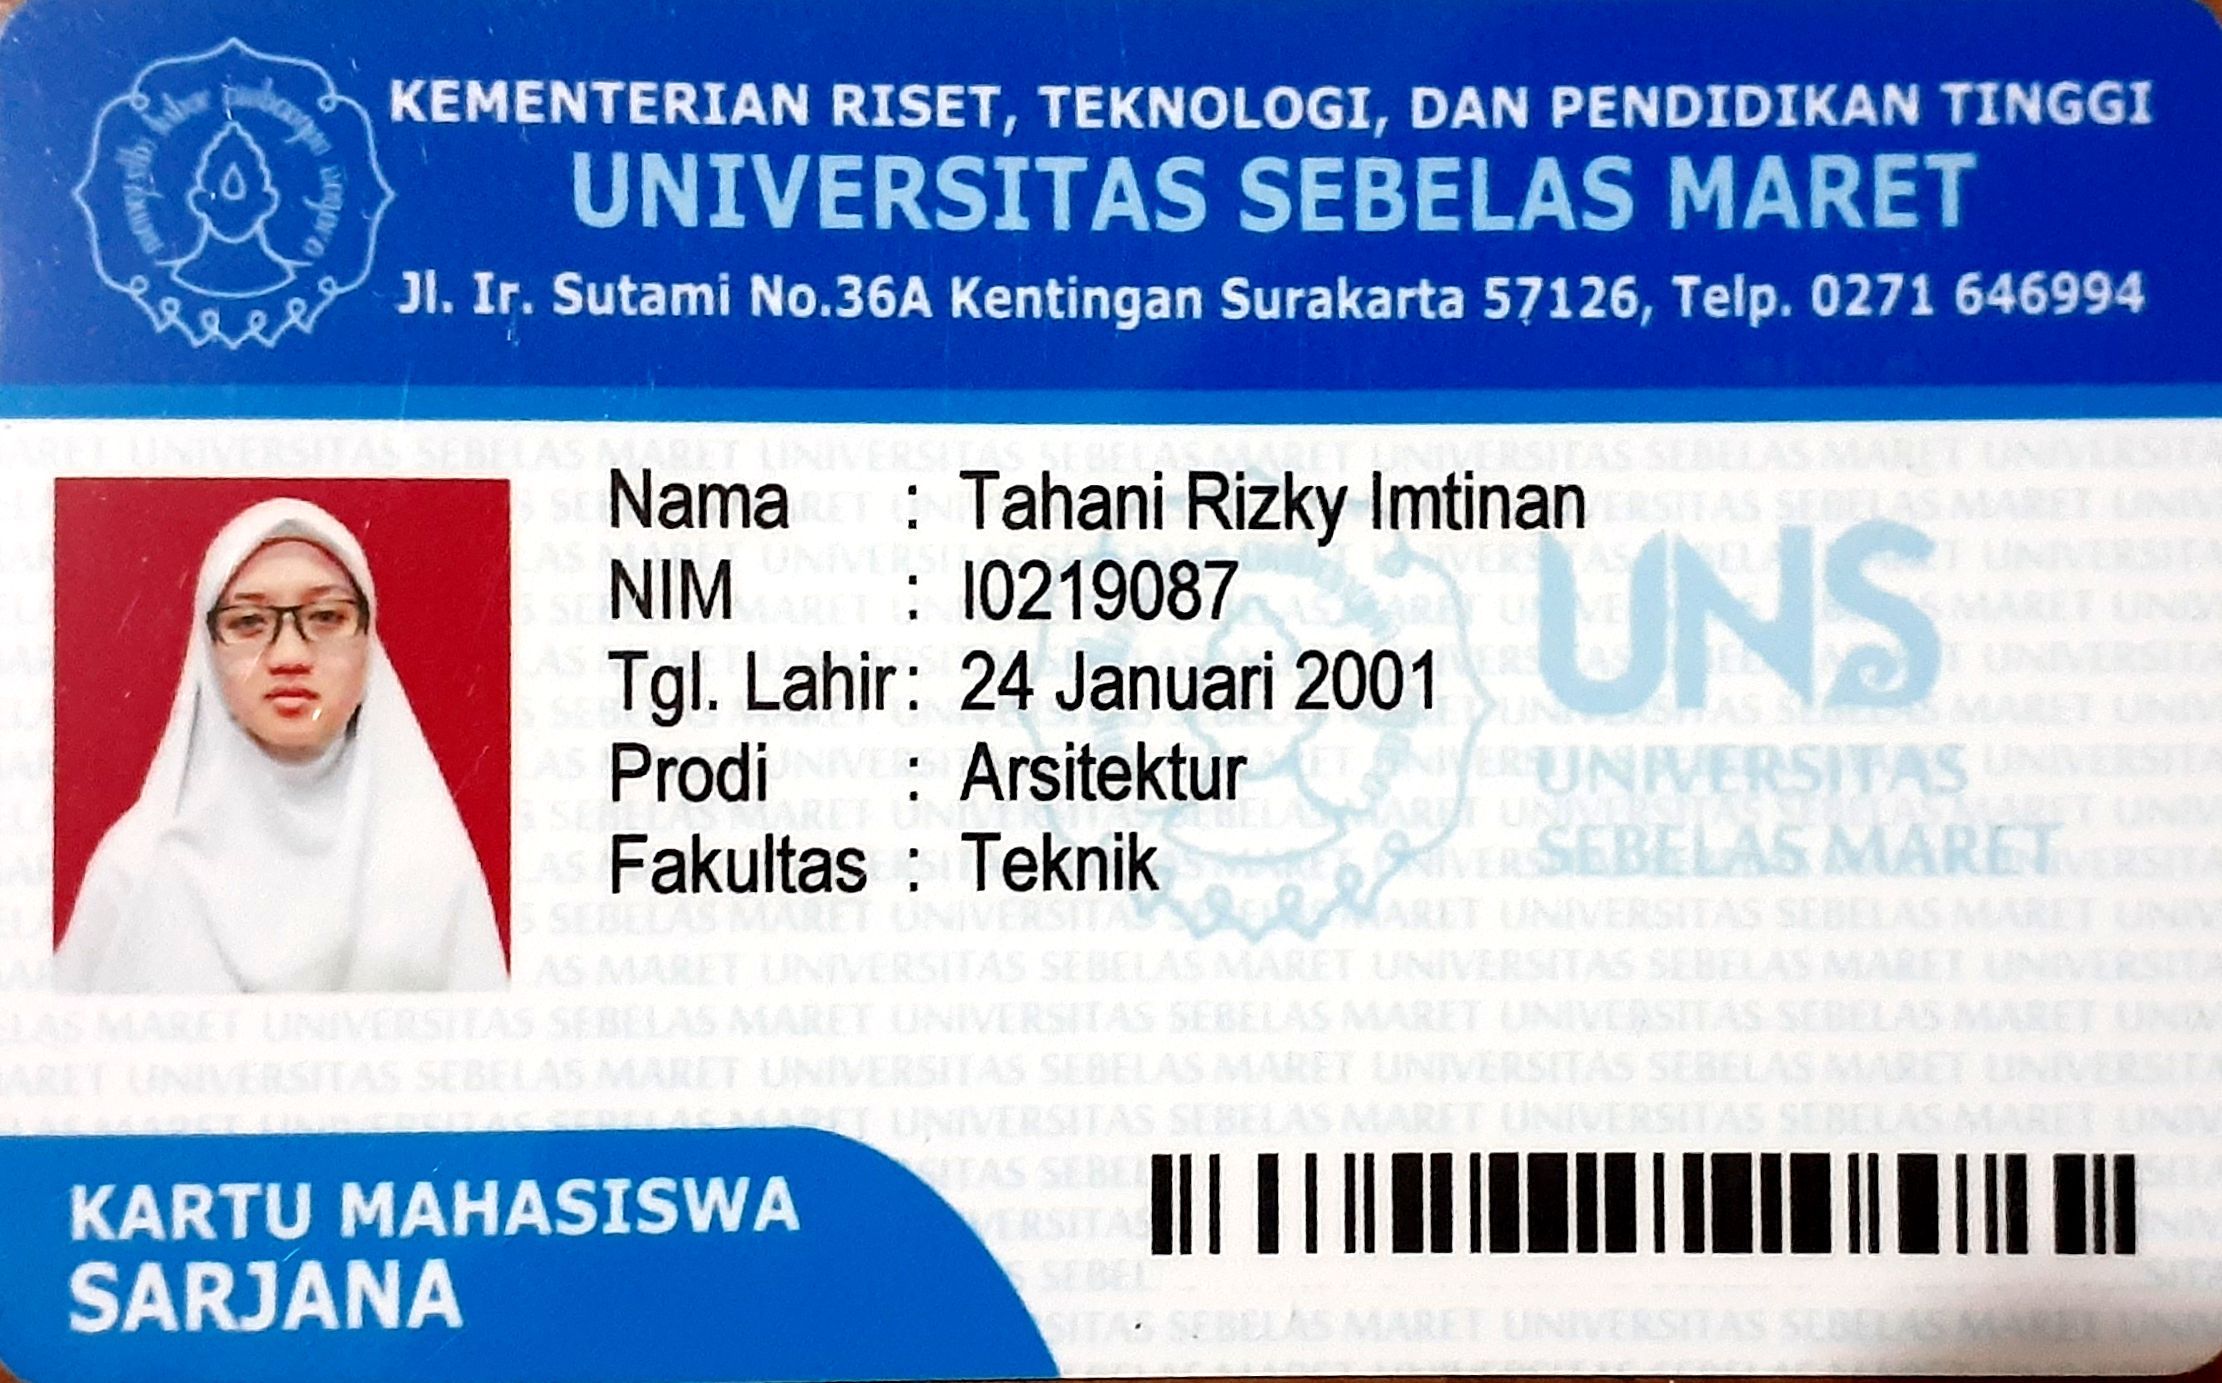 KEMENTERIAN RISET, TEKNOLOGI, DAN PENDIDIKAN TINGGI
UNIVERSITAS SEBELAS MARET
Jl. Ir. Sutami No.36A Kentingan Surakarta 57126, Telp. 0271 646994
Nama : Tahani Rizky Imtinan
NIM : I0219087
Tgl. Lahir : 24 Januari 2001
Prodi : Arsitektur
Fakultas : Teknik
UNS
UNIVERSITAS
SEBELAS MARET
KARTU MAHASISWA
SARJANA